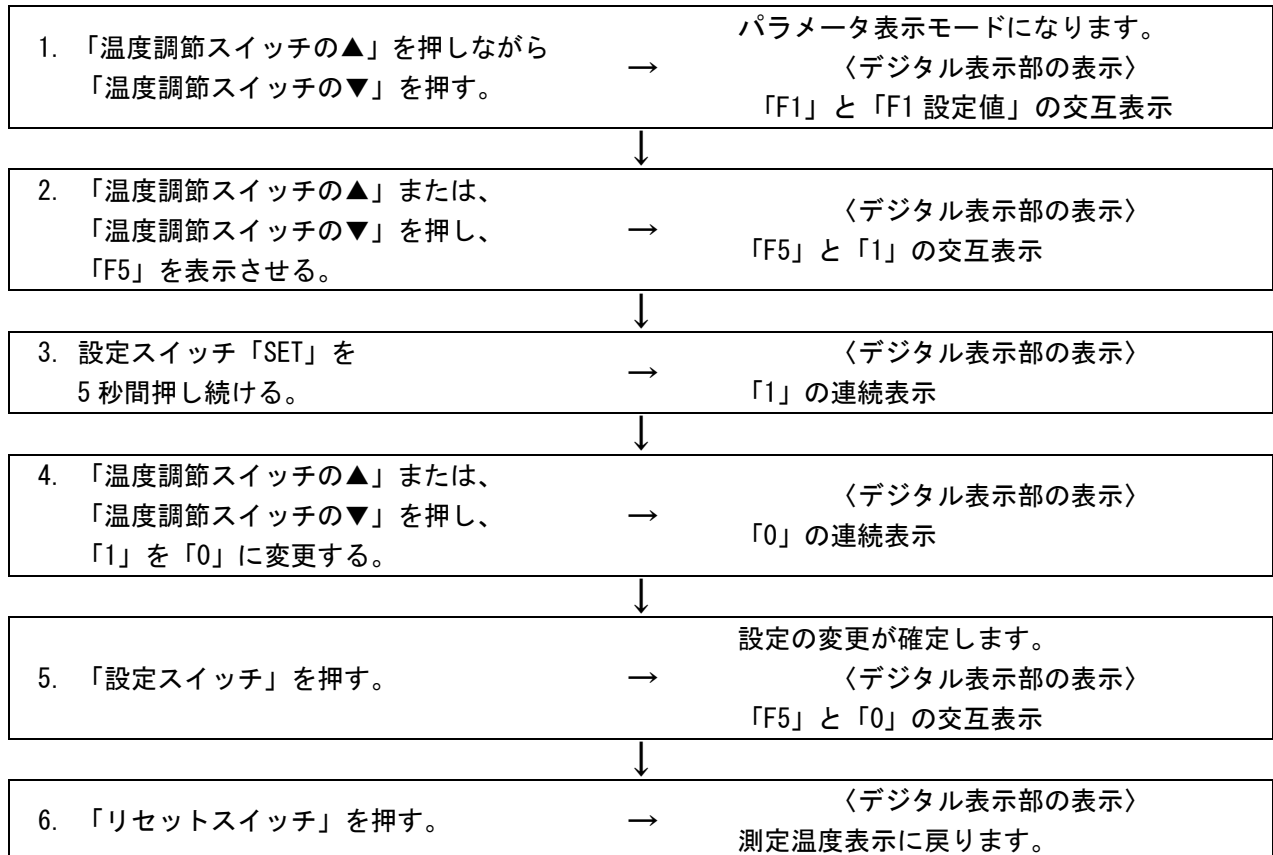 1. 「温度調節スイッチの▲」を押しながら
「温度調節スイッチの▼」を押す。
→
パラメータ表示モードになります。
〈デジタル表示部の表示〉
「F1」と「F1 設定値」の交互表示
↓
2. 「温度調節スイッチの▲」または、
「温度調節スイッチの▼」を押し、
「F5」を表示させる。
→
〈デジタル表示部の表示〉
「F5」と「1」の交互表示
↓
3. 設定スイッチ「SET」を
5 秒間押し続ける。
→
〈デジタル表示部の表示〉
「1」の連続表示
↓
4. 「温度調節スイッチの▲」または、
「温度調節スイッチの▼」を押し、
「1」を「0」に変更する。
→
〈デジタル表示部の表示〉
「0」の連続表示
↓
5. 「設定スイッチ」を押す。
→
設定の変更が確定します。
〈デジタル表示部の表示〉
「F5」と「0」の交互表示
↓
6. 「リセットスイッチ」を押す。
→
〈デジタル表示部の表示〉
測定温度表示に戻ります。